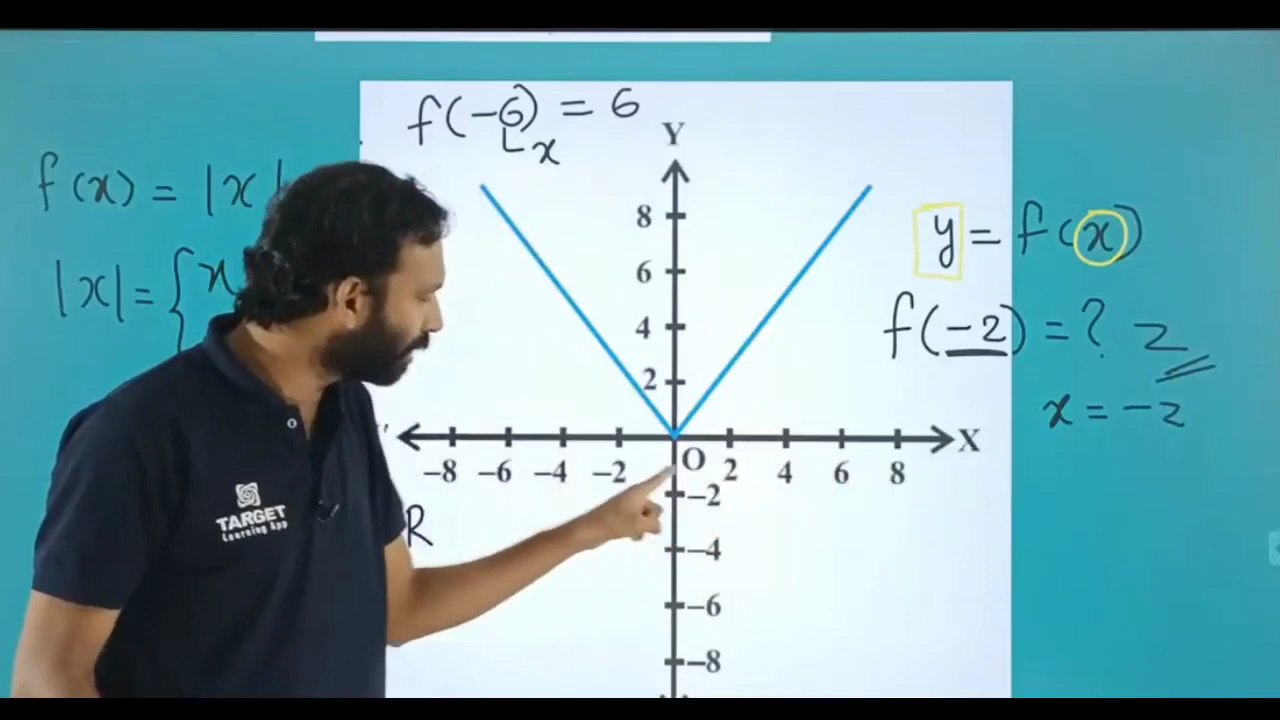 f(-6) = 6
x
f(x) = |x|
|x| = { x
y = f(x)
f(-2) = ? 2
x = -2
Y
8
6
4
2
X
O
-8 -6 -4 -2 2 4 6 8
-2
-4
-6
-8
R
TARGET
Learning App